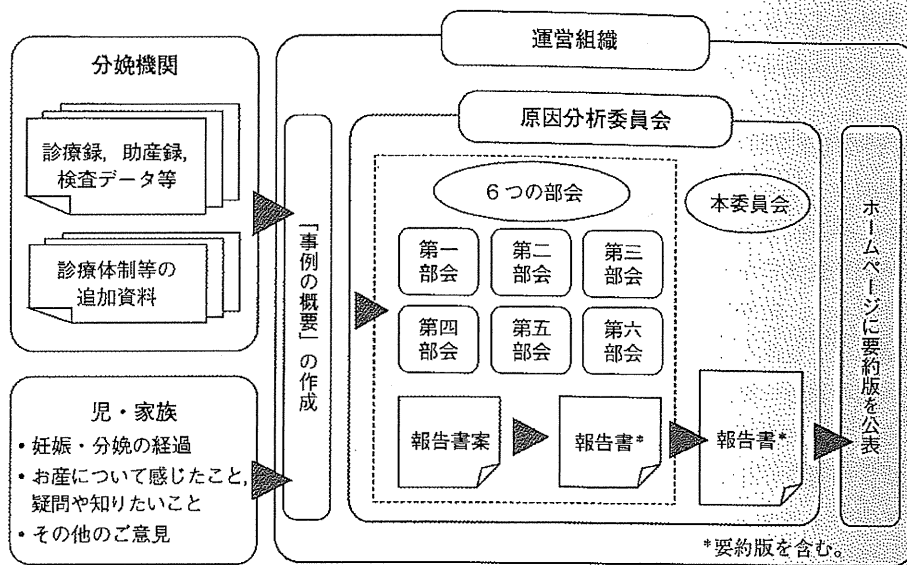 分娩機関
診療録，助産録，
検査データ等
診療体制等の
追加資料
児・家族
• 妊娠・分娩の経過
• お産について感じたこと，
疑問や知りたいこと
• その他のご意見
運営組織
「事例の概要」の作成
原因分析委員会
6つの部会
第一
部会
第二
部会
第三
部会
第四
部会
第五
部会
第六
部会
報告書案
報告書*
本委員会
報告書*
ホームページに要約版を公表
*要約版を含む。